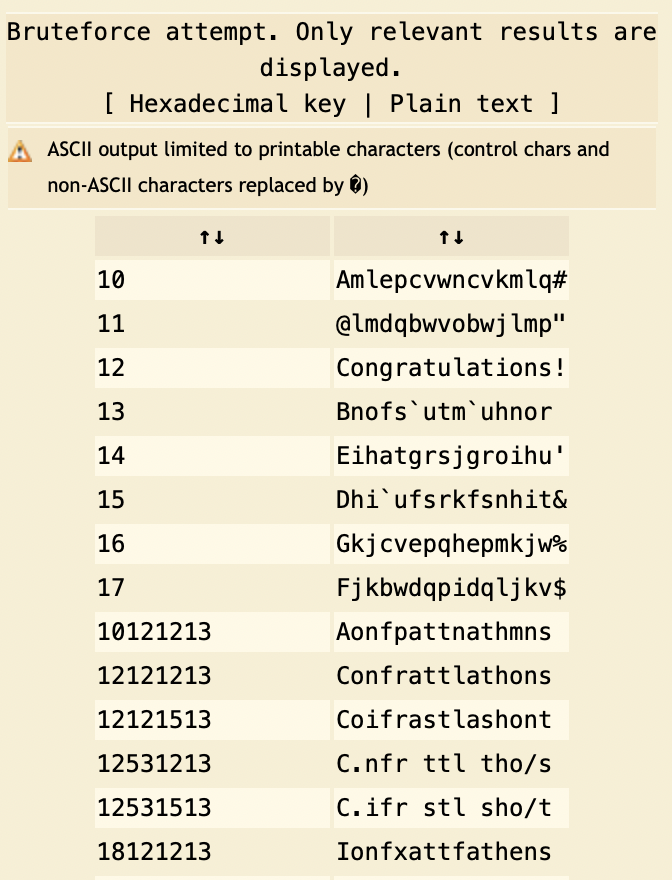 Bruteforce attempt. Only relevant results are
displayed.
[ Hexadecimal key | Plain text ]
ASCII output limited to printable characters (control chars and
non-ASCII characters replaced by �)
↑↓ ↑↓
10 Amlepcvwncvkmlq#
11 @lmdqbwvobwjlmp"
12 Congratulations!
13 Bnofs`utm`uhnor
14 Eihatgrsjgroihu'
15 Dhi`ufsrkfsnhit&
16 Gkjcvepqhepmkjw%
17 Fjkbwdqpidqljkv$
10121213 Aonfpattnathmns
12121213 Confrattlathons
12121513 Coifrastlashont
12531213 C.nfr ttl tho/s
12531513 C.ifr stl sho/t
18121213 Ionfxattfathens